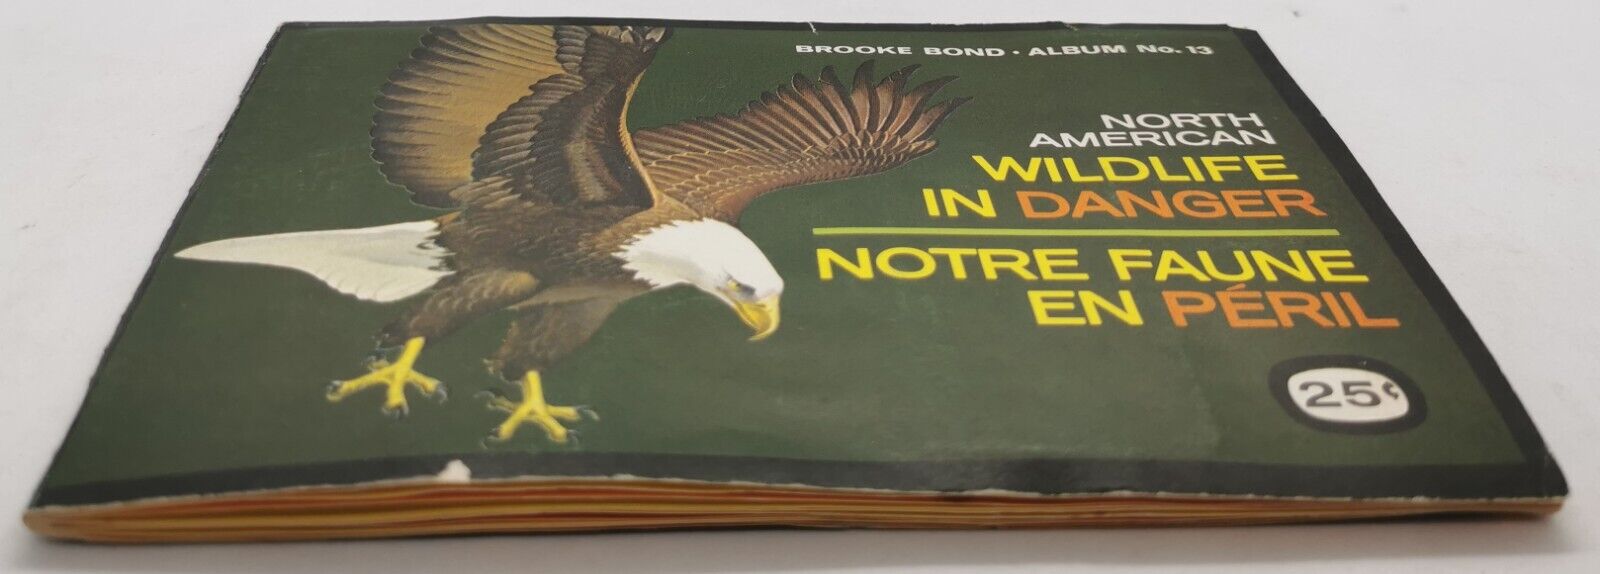 BROOKE BOND · ALBUM No. 13
NORTH
AMERICAN
WILDLIFE
IN DANGER
NOTRE FAUNE
EN PÉRIL
25¢